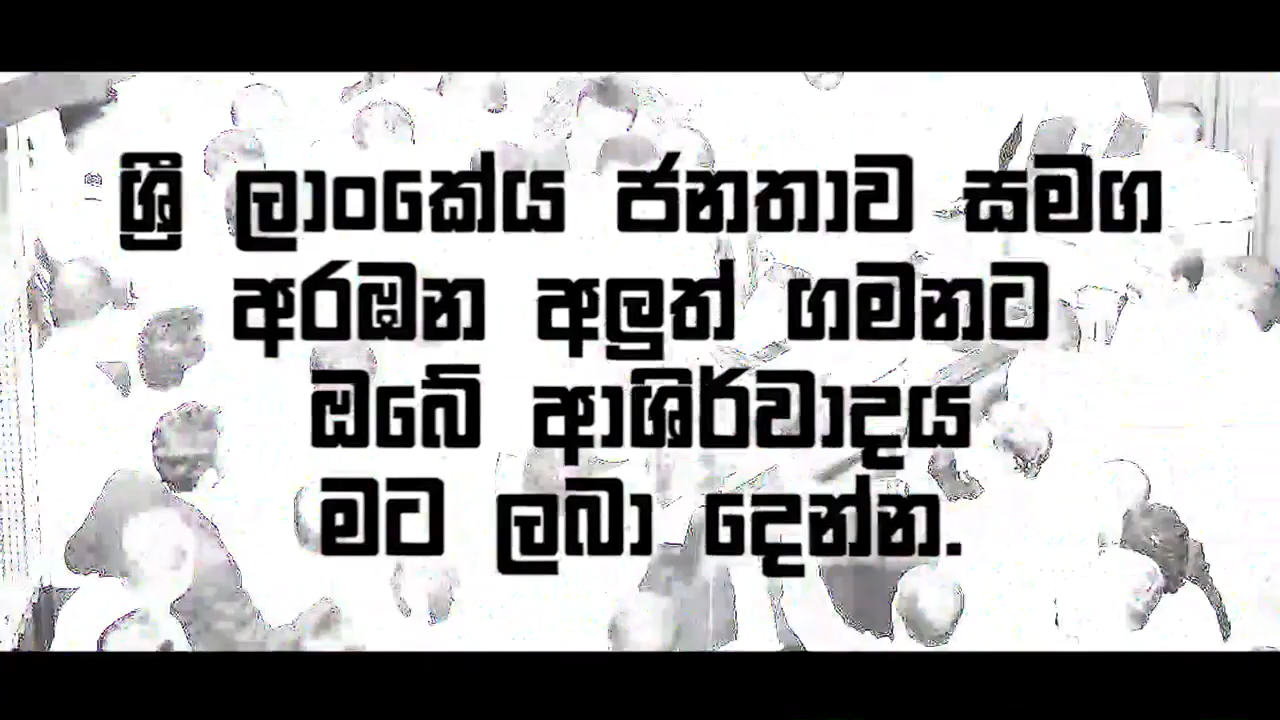 ශ්‍රී ලාංකේය ජනතාව සමග
අරඹන අලුත් ගමනට
ඔබේ ආශිර්වාදය
මට ලබා දෙන්න.